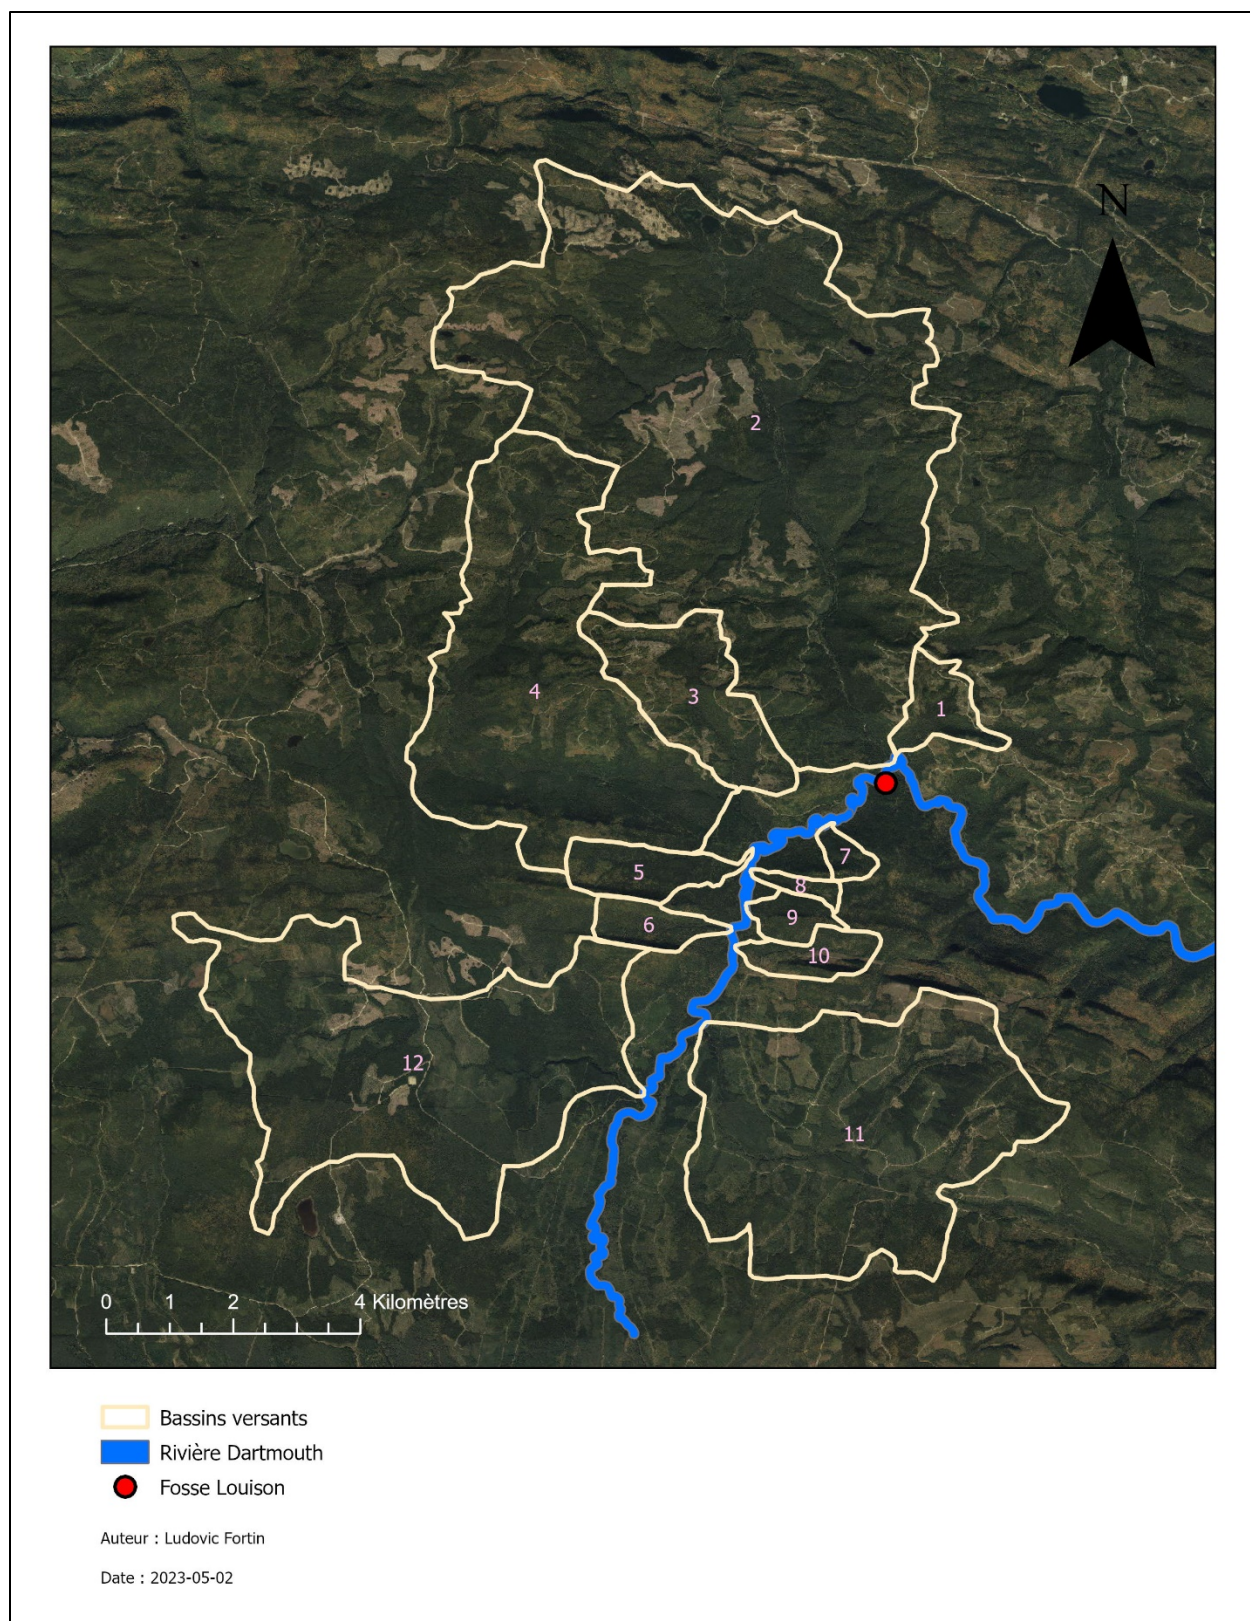 N
2
1
3
4
7
5
8
9
6
10
12
11
0 1 2 4 Kilomètres
Bassins versants
Rivière Dartmouth
Fosse Louison
Auteur : Ludovic Fortin
Date : 2023-05-02